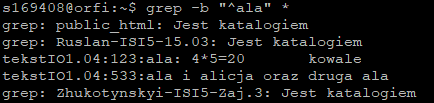 s169408@orfi:~$ grep -b "^ala" *
grep: public_html: Jest katalogiem
grep: Ruslan-ISI5-15.03: Jest katalogiem
tekstIO1.04:123:ala: 4*5=20 kowale
tekstIO1.04:533:ala i alicja oraz druga ala
grep: Zhukotynskyi-ISI5-Zaj.3: Jest katalogiem